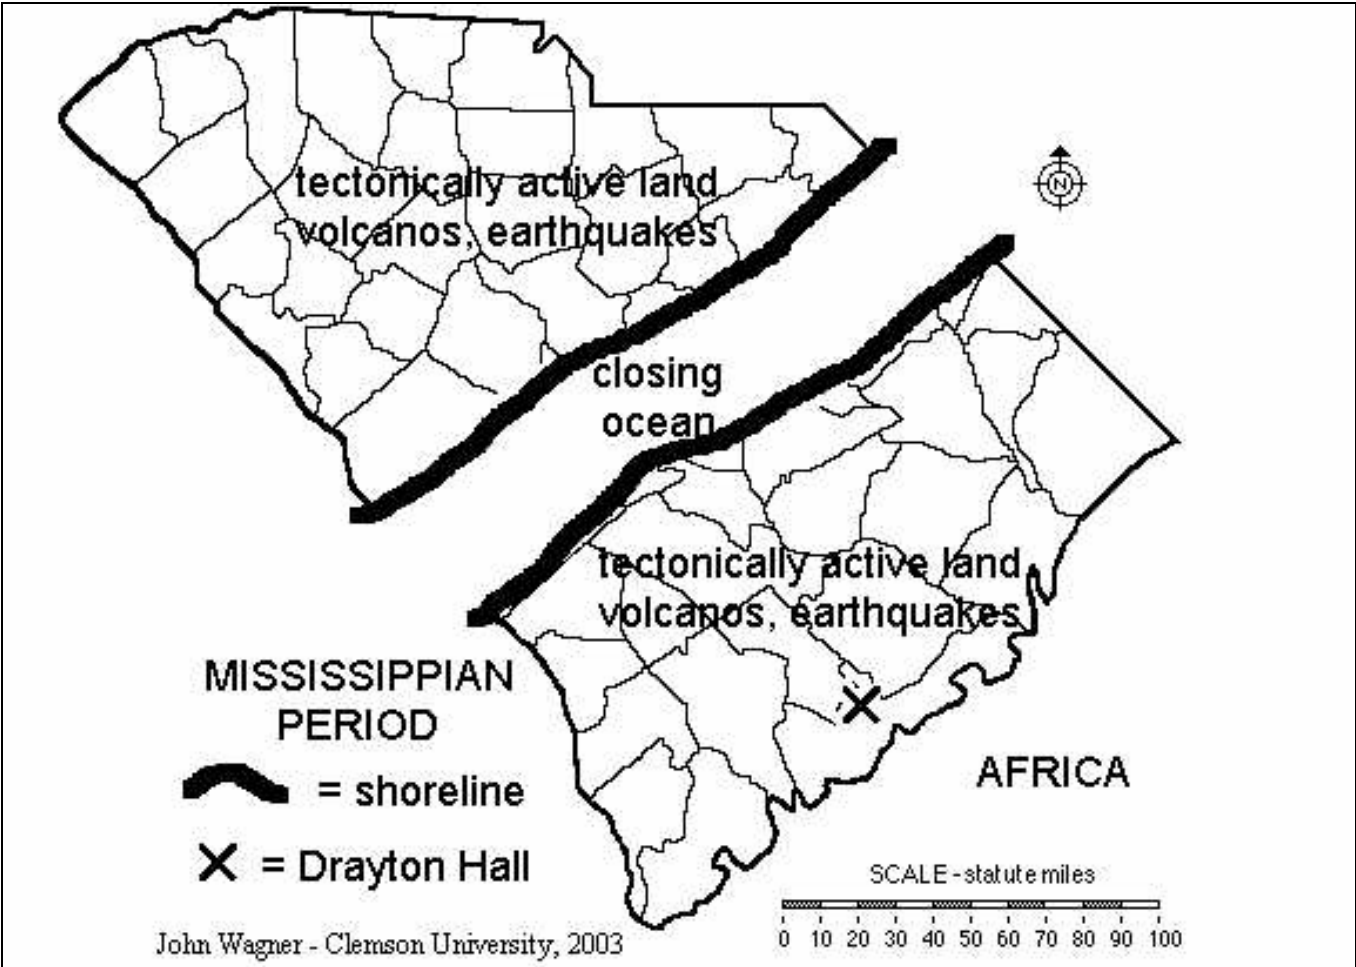 tectonically active land
volcanos, earthquakes
N
closing
ocean
tectonically active land
volcanos, earthquakes
MISSISSIPPIAN
PERIOD
= shoreline
= Drayton Hall
AFRICA
SCALE - statute miles
0 10 20 30 40 50 60 70 80 90 100
John Wagner - Clemson University, 2003